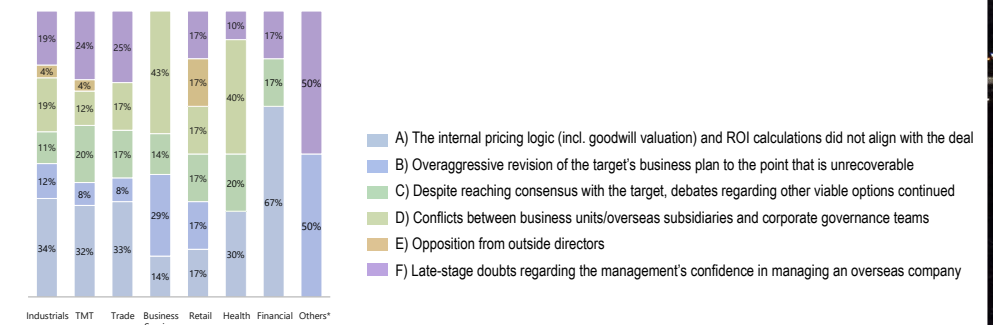 19% 24% 25% 17% 10% 17%
4% 4% 43% 17% 17% 50%
19% 12% 17% 17% 40%
11% 20% 17% 14% 17% 20%
12% 8% 8% 29% 17% 67% 50%
34% 32% 33% 14% 17% 30%
Industrials TMT Trade Business Retail Health Financial Others*
A) The internal pricing logic (incl. goodwill valuation) and ROI calculations did not align with the deal
B) Overaggressive revision of the target's business plan to the point that is unrecoverable
C) Despite reaching consensus with the target, debates regarding other viable options continued
D) Conflicts between business units/overseas subsidiaries and corporate governance teams
E) Opposition from outside directors
F) Late-stage doubts regarding the management's confidence in managing an overseas company